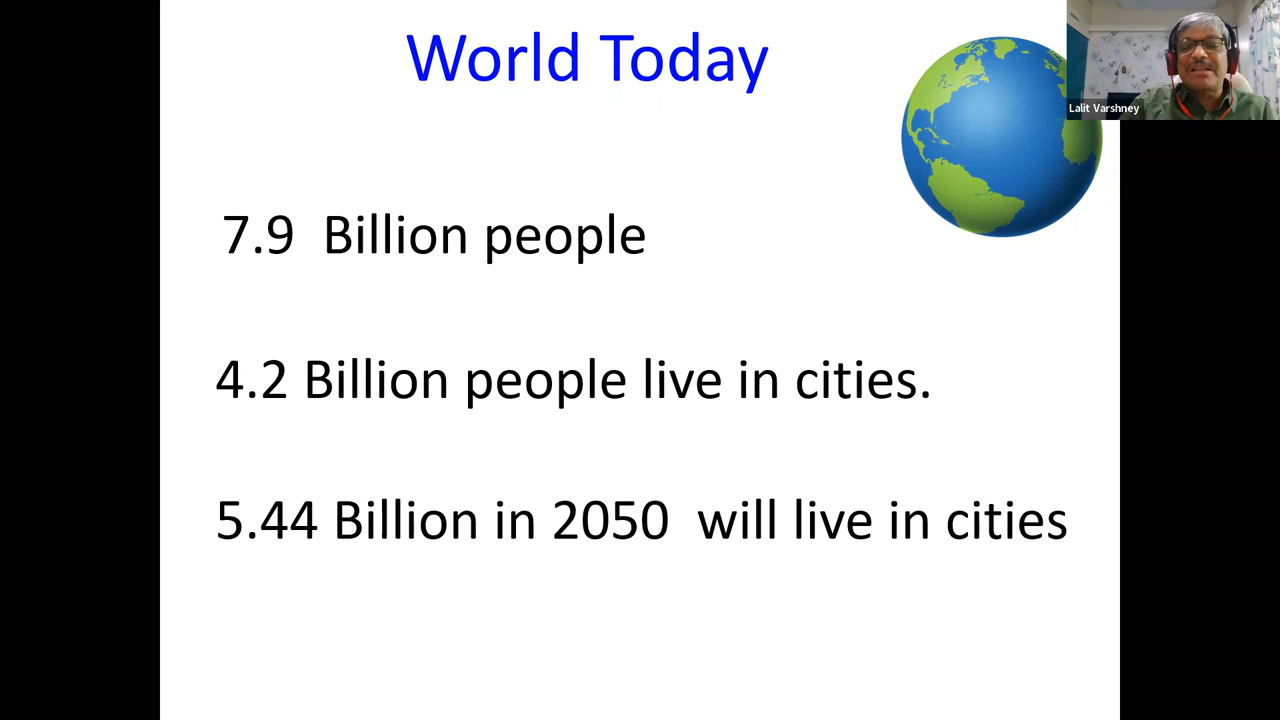 World Today
Lalit Varshney
7.9 Billion people
4.2 Billion people live in cities.
5.44 Billion in 2050 will live in cities